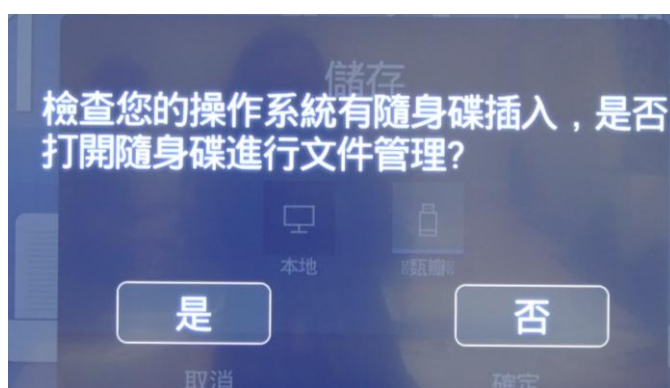 儲存
檢查您的操作系統有隨身碟插入，是否
打開隨身碟進行文件管理?
本地
是
否
取消
確定